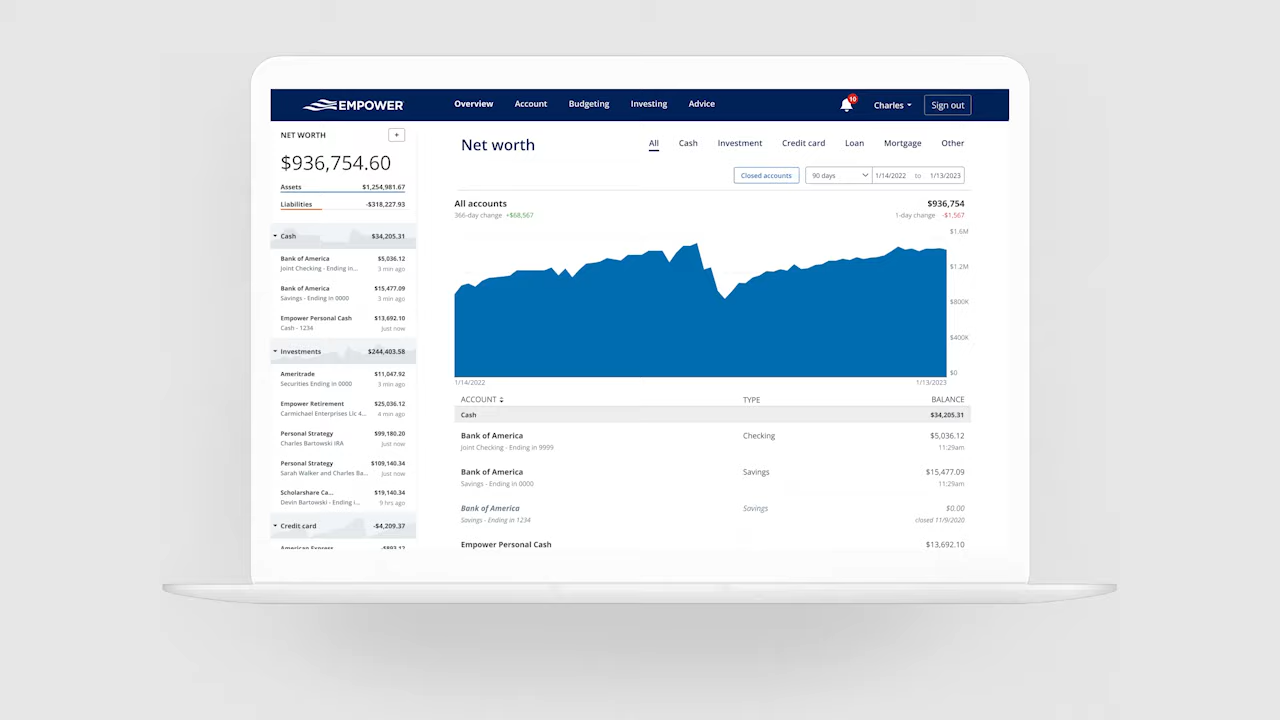 EMPOWER
Overview Account Budgeting Investing Advice
10
Charles
Sign out
NET WORTH
+
$936,754.60
Assets $1,254,981.67
Liabilities -$318,227.93
Cash $34,205.31
Bank of America $5,036.12
Joint Checking - Ending in... 3 min ago
Bank of America $15,477.09
Savings - Ending in 0000 3 min ago
Empower Personal Cash $13,692.10
Cash - 1234 Just now
Investments $244,403.58
Ameritrade $11,047.92
Securities Ending in 0000 3 min ago
Empower Retirement $25,036.12
Carmichael Enterprises Llc 4... 4 min ago
Personal Strategy $99,180.20
Charles Bartowski IRA Just now
Personal Strategy $109,140.34
Sarah Walker and Charles Ba... Just now
Scholarshare Ca... $19,140.34
Devin Bartowski - Ending i... 9 hrs ago
Credit card -$4,209.37
American Express -$893.12
Net worth
All Cash Investment Credit card Loan Mortgage Other
Closed accounts 90 days 1/14/2022 to 1/13/2023
All accounts $936,754
366-day change +$68,567 1-day change -$1,567
$1.6M
$1.2M
$800K
$400K
$0
1/14/2022 1/13/2023
ACCOUNT TYPE BALANCE
Cash $34,205.31
Bank of America Checking $5,036.12
Joint Checking - Ending in 9999 11:29am
Bank of America Savings $15,477.09
Savings - Ending in 0000 11:29am
Bank of America Savings $0.00
Savings - Ending in 1234 closed 11/9/2020
Empower Personal Cash $13,692.10